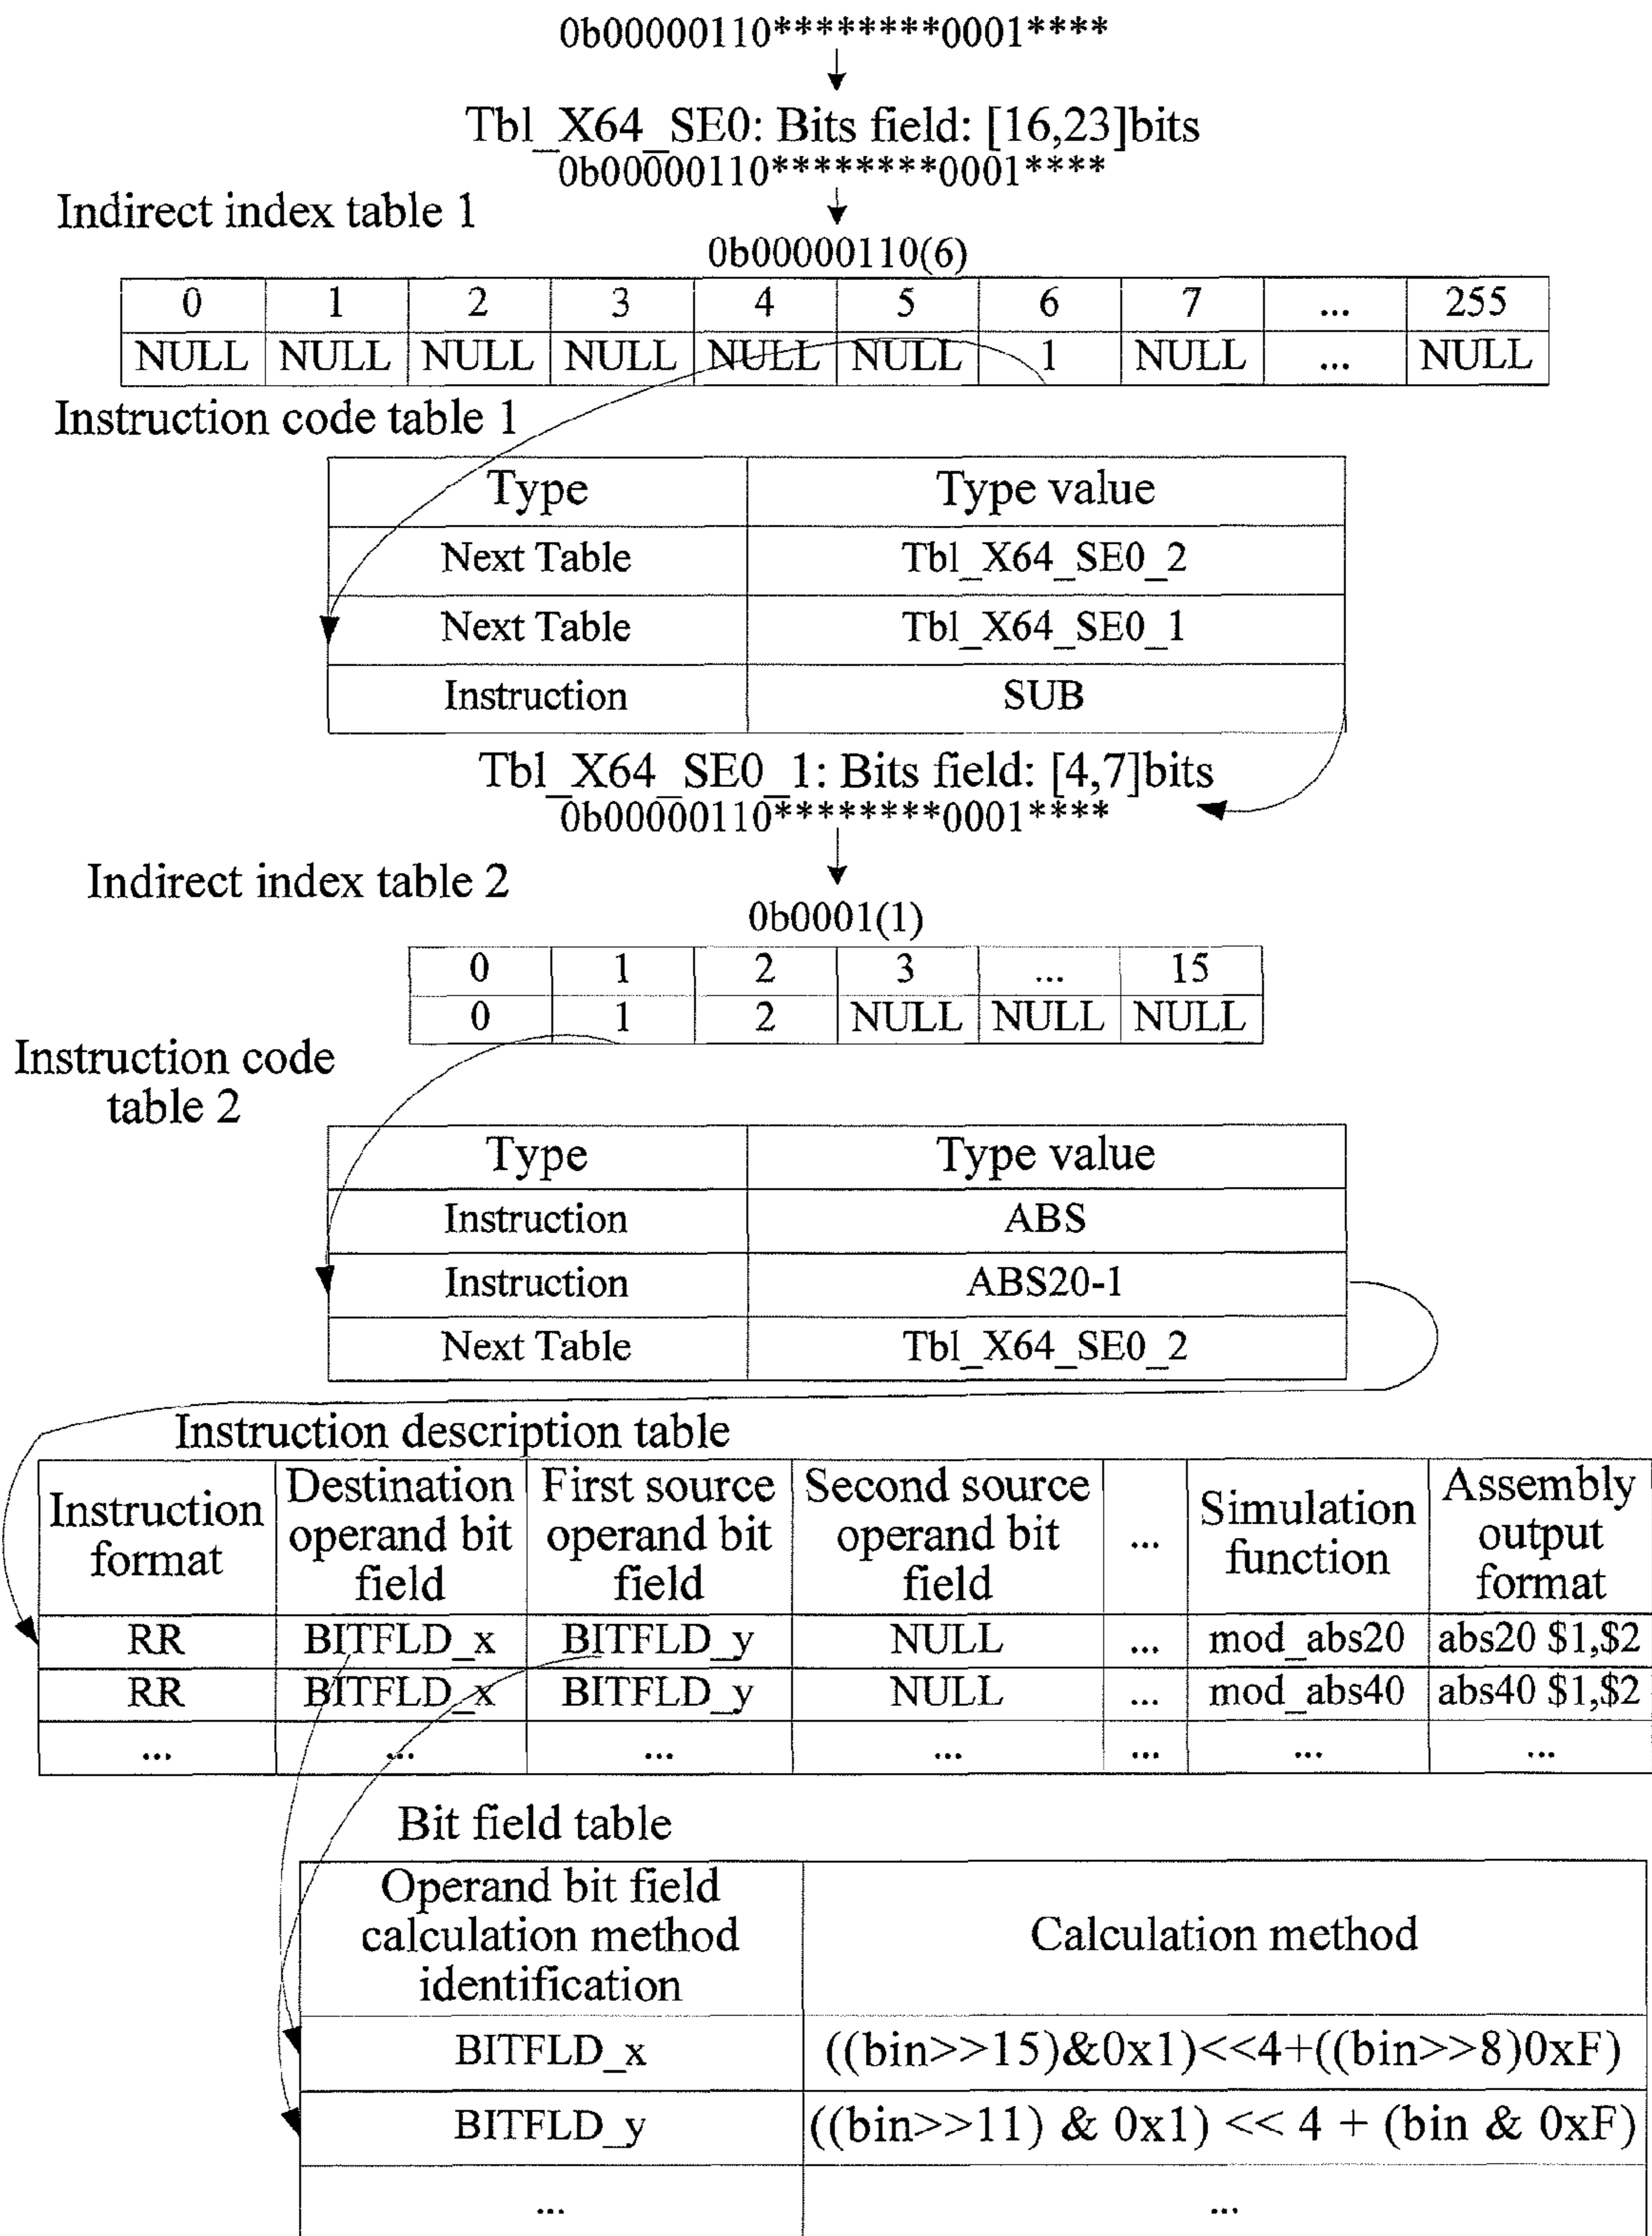 0b00000110********0001****
Tbl_X64_SE0: Bits field: [16,23]bits
0b00000110********0001****
Indirect index table 1
0b00000110(6)
0 1 2 3 4 5 6 7 ... 255
NULL NULL NULL NULL NULL NULL 1 NULL ... NULL
Instruction code table 1
Type Type value
Next Table Tbl_X64_SE0_2
Next Table Tbl_X64_SE0_1
Instruction SUB
Tbl_X64_SE0_1: Bits field: [4,7]bits
0b00000110********0001****
Indirect index table 2
0b0001(1)
0 1 2 3 ... 15
0 1 2 NULL NULL NULL
Instruction code
table 2
Type Type value
Instruction ABS
Instruction ABS20-1
Next Table Tbl_X64_SE0_2
Instruction description table
Instruction
format
Destination
operand bit
field
First source
operand bit
field
Second source
operand bit
field
...
Simulation
function
Assembly
output
format
RR BITFLD_x BITFLD_y NULL ... mod_abs20 abs20 $1,$2
RR BITFLD_x BITFLD_y NULL ... mod_abs40 abs40 $1,$2
... ... ... ... ... ... ...
Bit field table
Operand bit field
calculation method
identification
Calculation method
BITFLD_x ((bin>>15)&0x1)<<4+((bin>>8)0xF)
BITFLD_y ((bin>>11) & 0x1) << 4 + (bin & 0xF)
... ...